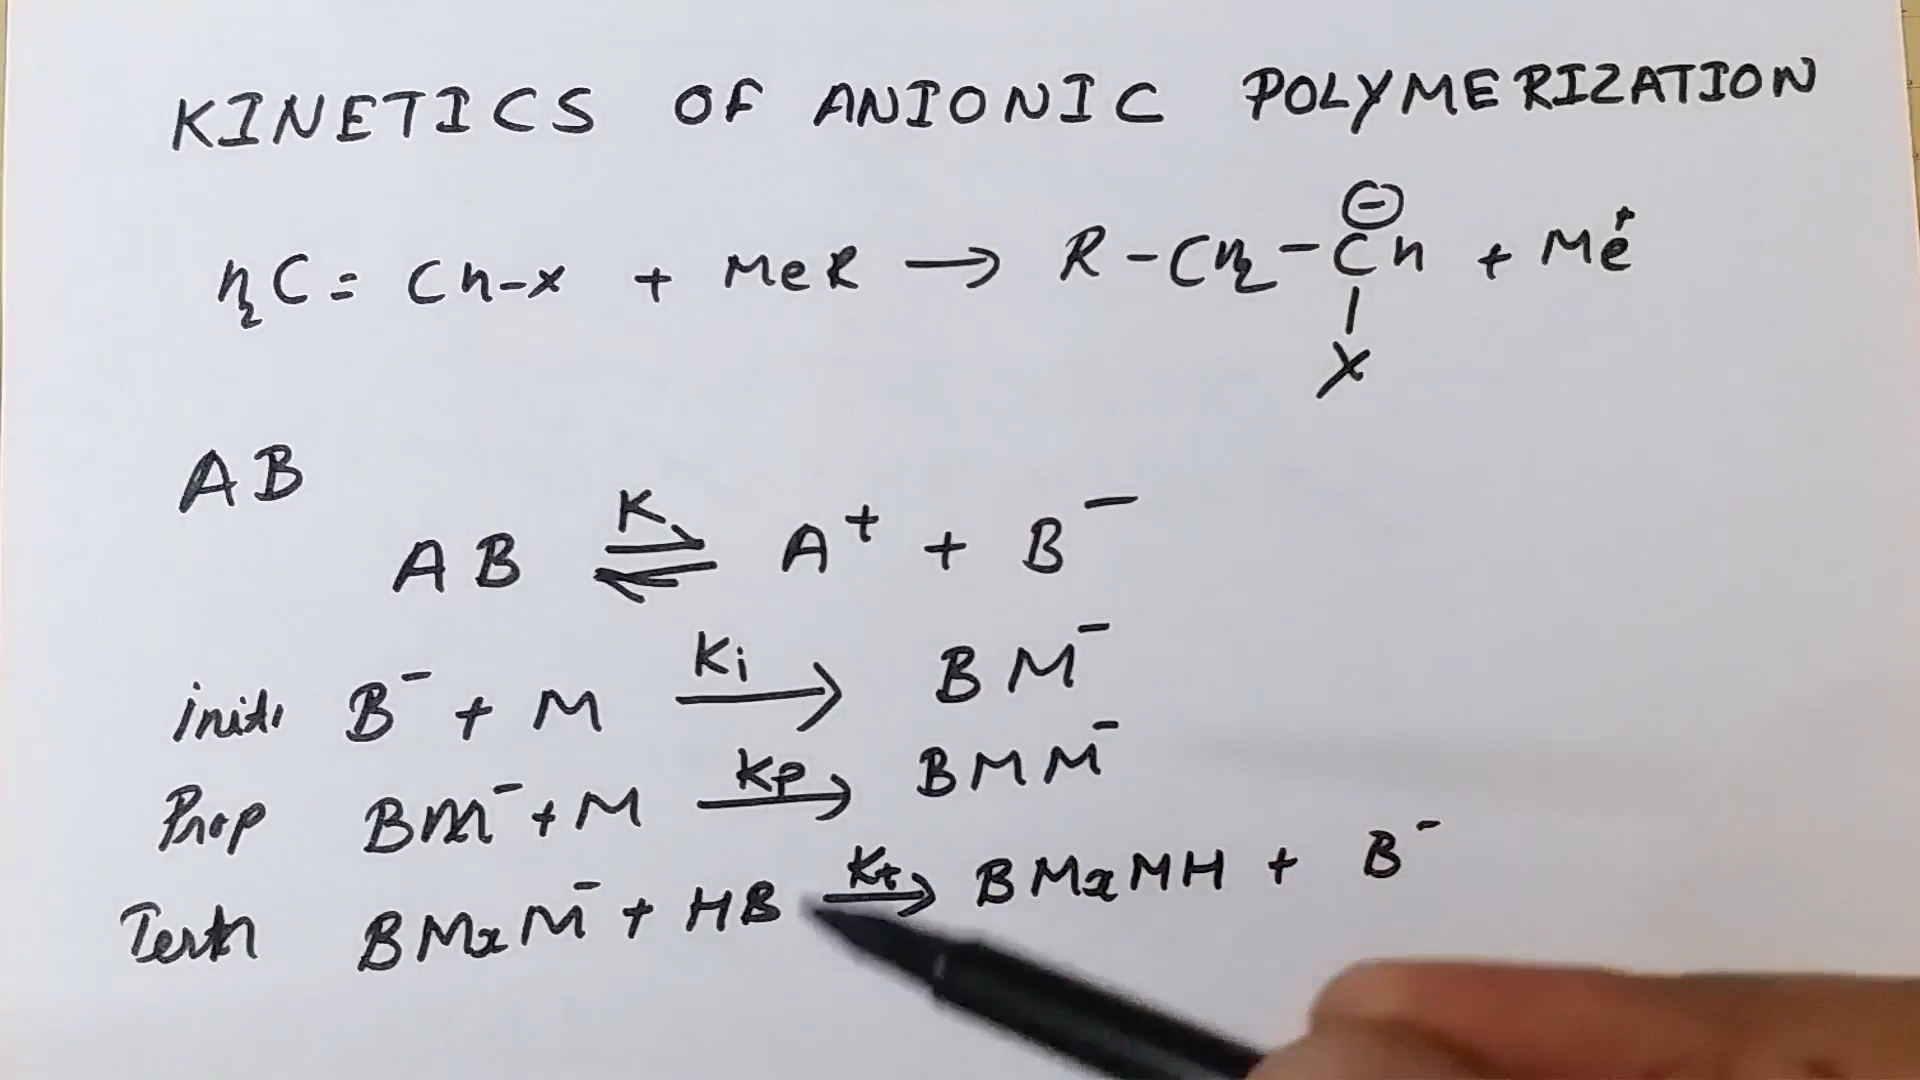 KINETICS OF ANIONIC POLYMERIZATION
H₂C = CH-X + MeR → R-CH₂-CH + Me⁺
⊖
X
AB
AB ⇌ A⁺ + B⁻
K
initi B⁻ + M → BM⁻
Ki
Prop BM⁻ + M → BMM⁻
Kp
Term BMxM⁻ + HB → BMxMH + B⁻
Kt